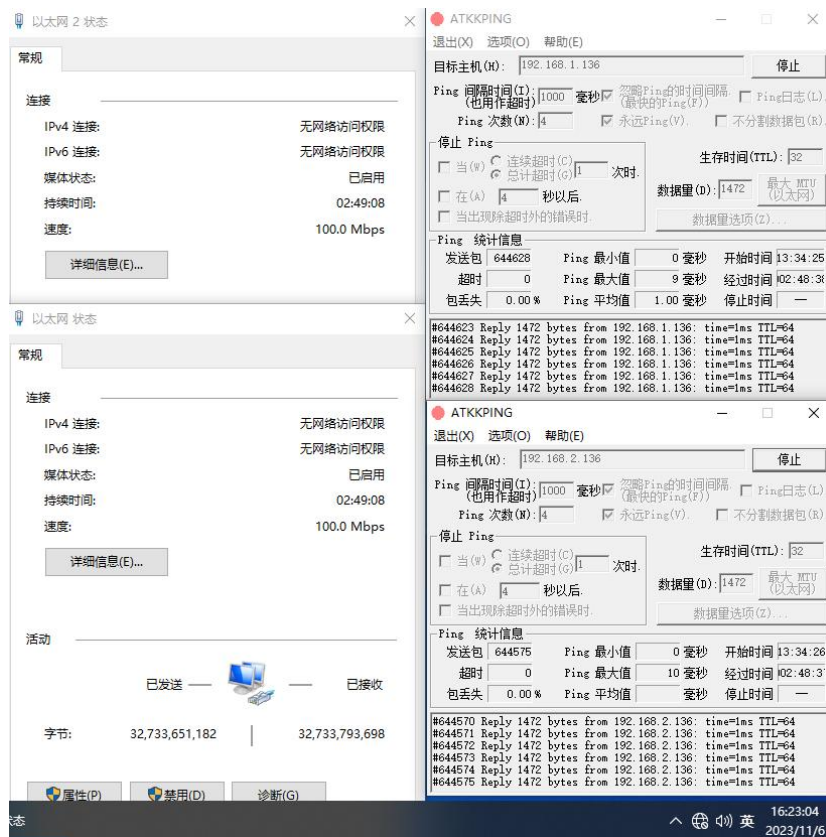 以太网 2 状态
常规
连接
IPv4 连接: 无网络访问权限
IPv6 连接: 无网络访问权限
媒体状态: 已启用
持续时间: 02:49:08
速度: 100.0 Mbps
详细信息(E)...
以太网 状态
常规
连接
IPv4 连接: 无网络访问权限
IPv6 连接: 无网络访问权限
媒体状态: 已启用
持续时间: 02:49:08
速度: 100.0 Mbps
详细信息(E)...
活动
已发送 — — 已接收
字节: 32,733,651,182 | 32,733,793,698
属性(P) 禁用(D) 诊断(G)
ATKKPING
退出(X) 选项(O) 帮助(E)
目标主机(H): 192.168.1.136 停止
Ping 间隔时间(I): 1000 毫秒 忽略Ping的时间间隔.
(也用作超时) (最快的Ping(F)) Ping日志(L).
Ping 次数(N): 4 永远Ping(V). 不分割数据包(R)
停止 Ping
当(W) 连续超时(C) 总计超时(G) 1 次时.
生存时间(TTL): 32
在(A) 4 秒以后.
数据量(D): 1472 最大 MTU (以太网)
当出现除超时外的错误时. 数据量选项(Z)...
Ping 统计信息
发送包 644628 Ping 最小值 0 毫秒 开始时间 13:34:25
超时 0 Ping 最大值 9 毫秒 经过时间 02:48:38
包丢失 0.00 % Ping 平均值 1.00 毫秒 停止时间 —
#644623 Reply 1472 bytes from 192.168.1.136: time=1ms TTL=64
#644624 Reply 1472 bytes from 192.168.1.136: time=1ms TTL=64
#644625 Reply 1472 bytes from 192.168.1.136: time=1ms TTL=64
#644626 Reply 1472 bytes from 192.168.1.136: time=1ms TTL=64
#644627 Reply 1472 bytes from 192.168.1.136: time=1ms TTL=64
#644628 Reply 1472 bytes from 192.168.1.136: time=1ms TTL=64
ATKKPING
退出(X) 选项(O) 帮助(E)
目标主机(H): 192.168.2.136 停止
Ping 间隔时间(I): 1000 毫秒 忽略Ping的时间间隔.
(也用作超时) (最快的Ping(F)) Ping日志(L)
Ping 次数(N): 4 永远Ping(V). 不分割数据包(R)
停止 Ping
当(W) 连续超时(C) 总计超时(G) 1 次时.
生存时间(TTL): 32
在(A) 4 秒以后.
数据量(D): 1472 最大 MTU (以太网)
当出现除超时外的错误时. 数据量选项(Z)...
Ping 统计信息
发送包 644575 Ping 最小值 0 毫秒 开始时间 13:34:26
超时 0 Ping 最大值 10 毫秒 经过时间 02:48:3
包丢失 0.00 % Ping 平均值 毫秒 停止时间 —
#644570 Reply 1472 bytes from 192.168.2.136: time=1ms TTL=64
#644571 Reply 1472 bytes from 192.168.2.136: time=1ms TTL=64
#644572 Reply 1472 bytes from 192.168.2.136: time=1ms TTL=64
#644573 Reply 1472 bytes from 192.168.2.136: time=1ms TTL=64
#644574 Reply 1472 bytes from 192.168.2.136: time=1ms TTL=64
#644575 Reply 1472 bytes from 192.168.2.136: time=1ms TTL=64
态 英 16:23:04
2023/11/6